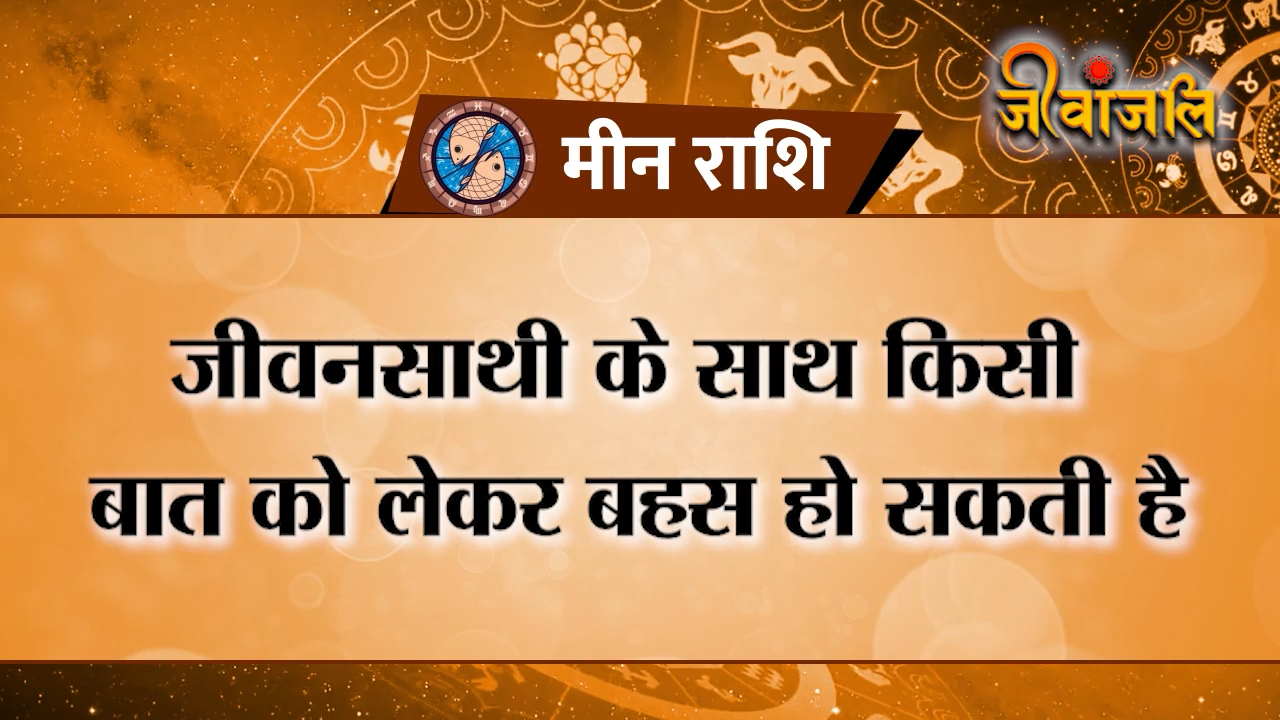 जीवांजलि
मीन राशि
जीवनसाथी के साथ किसी
बात को लेकर बहस हो सकती है